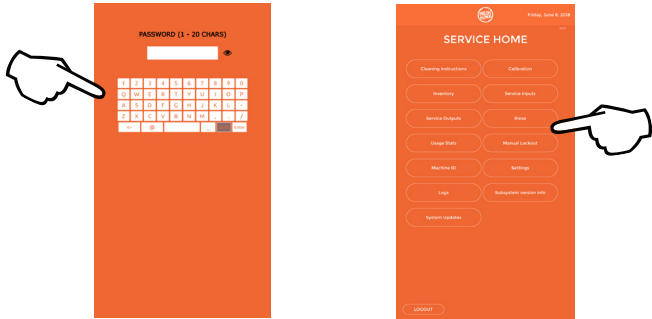 PASSWORD (1 - 20 CHARS)
1 2 3 4 5 6 7 8 9 0
Q W E R T Y U I O P
A S D F G H J K L -
Z X C V B N M . /
<- @ Enter
Friday, June 8, 2018
SERVICE HOME
Cleaning Instructions Calibration
Inventory Service Inputs
Service Outputs Rinse
Usage Stats Manual Lockout
Machine ID Settings
Logs Subsystem version info
System Updates
LOGOUT